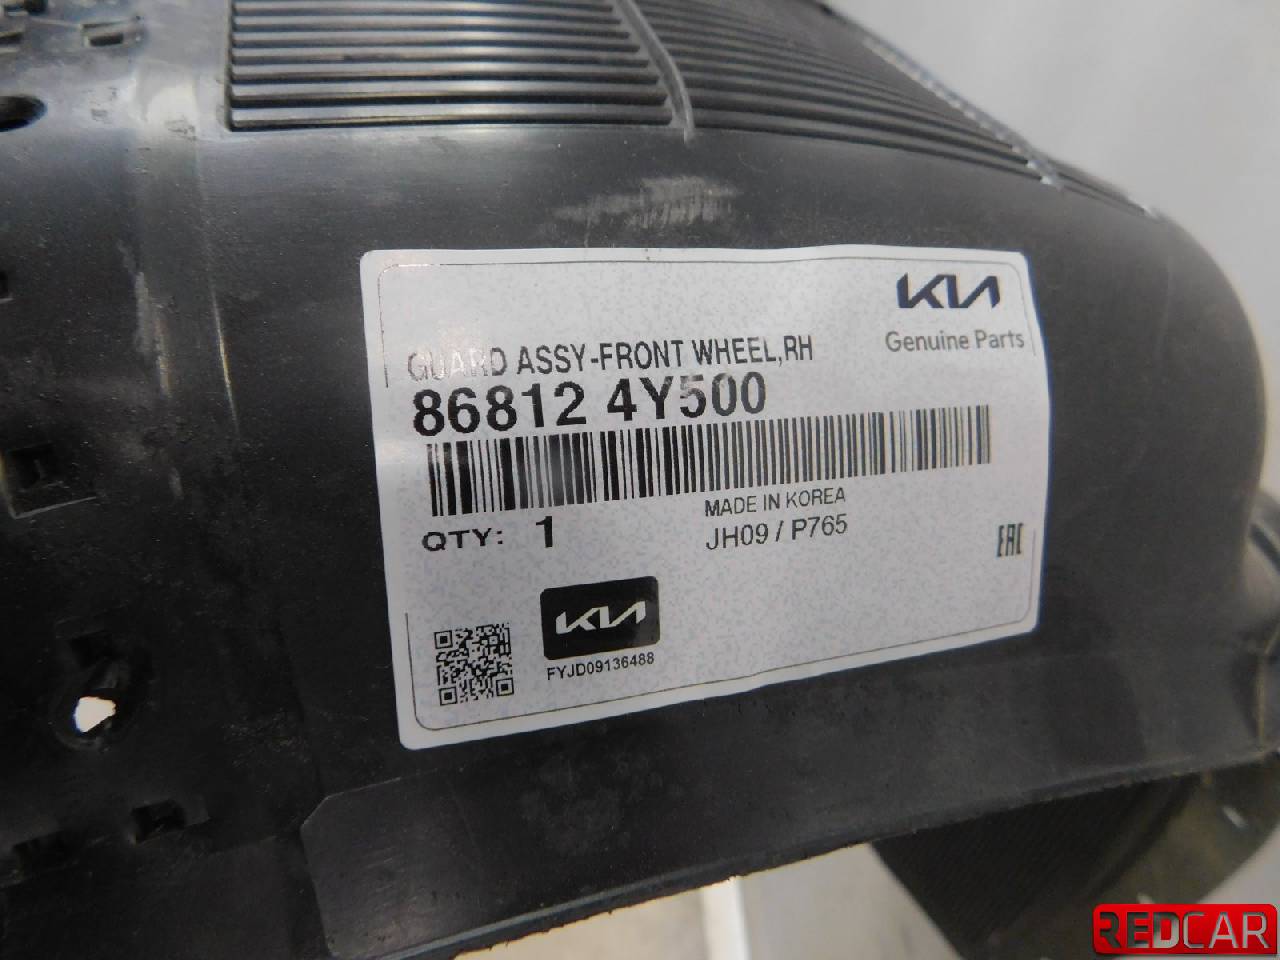 KIA
Genuine Parts
GUARD ASSY-FRONT WHEEL,RH
86812 4Y500
MADE IN KOREA
QTY: 1
JH09 / P765
EAC
KIA
FYJD09136488
REDCAR